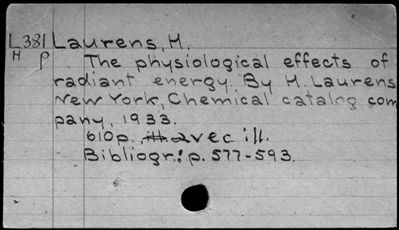 L381 Laurens, H.
H p The physiological effects of
radiant energy. By H. Laurens
New York, Chemical catalog com
pany, 1933.
610p., avec ill.
Bibliogr.: p. 577-593.